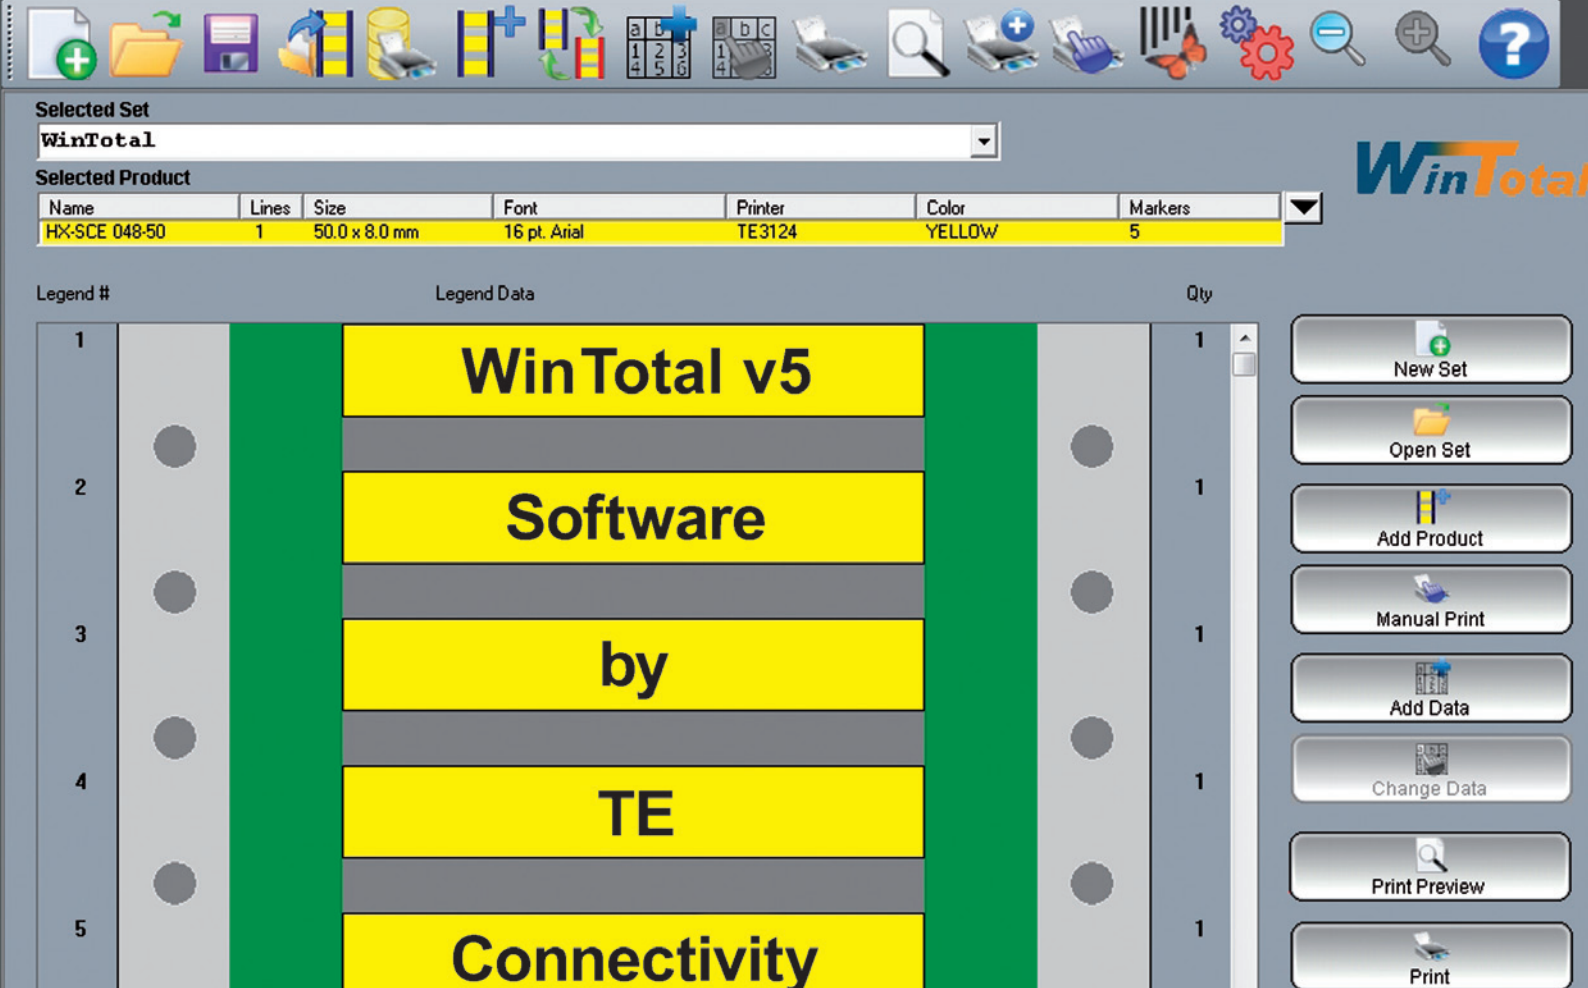 Selected Set
WinTotal
WinTotal
Selected Product
Name Lines Size Font Printer Color Markers
HX-SCE 048-50 1 50.0 x 8.0 mm 16 pt. Arial TE3124 YELLOW 5
Legend # Legend Data Qty
1 WinTotal v5 1
New Set
Open Set
2 Software 1
Add Product
3 by 1
Manual Print
Add Data
4 TE 1
Change Data
Print Preview
5 Connectivity 1
Print